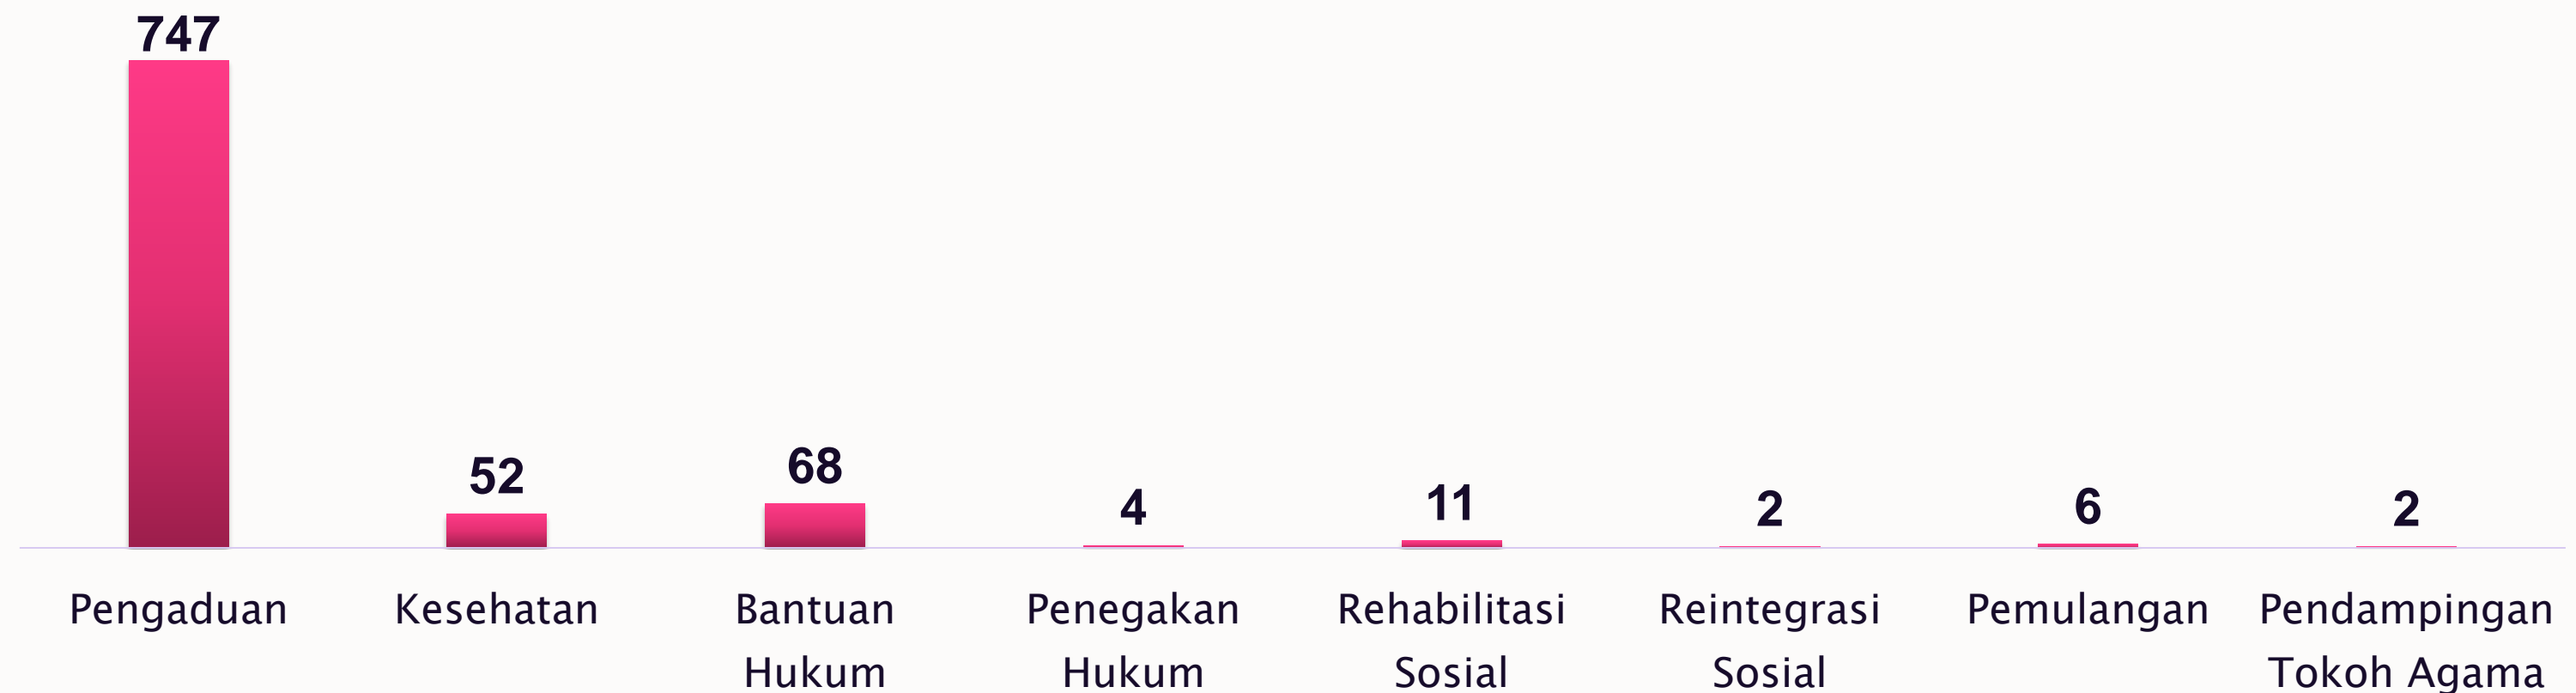 747
52
68
4
11
2
6
2
Pengaduan
Kesehatan
Bantuan
Hukum
Penegakan
Hukum
Rehabilitasi
Sosial
Reintegrasi
Sosial
Pemulangan
Pendampingan
Tokoh Agama